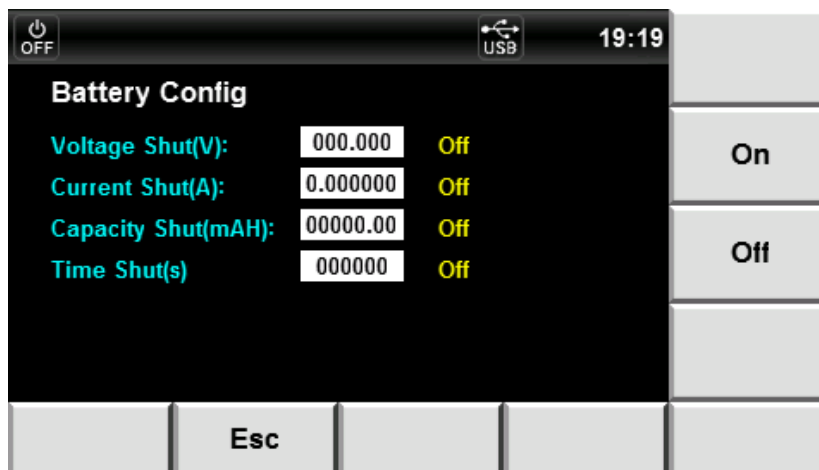 OFF USB 19:19
Battery Config
Voltage Shut(V): 000.000 Off
On
Current Shut(A): 0.000000 Off
Capacity Shut(mAH): 00000.00 Off
Off
Time Shut(s) 000000 Off
Esc